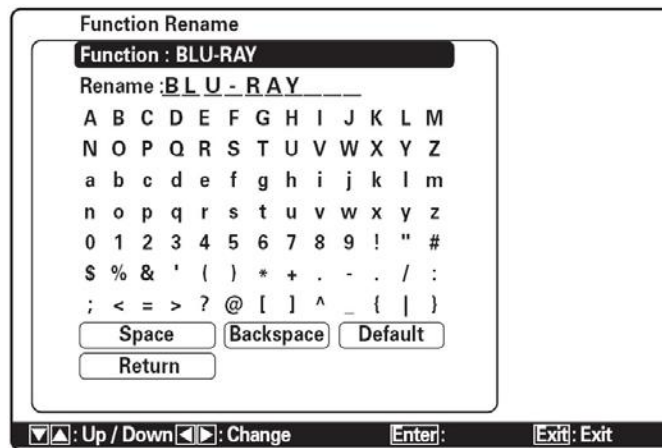 Function Rename
Function : BLU-RAY
Rename :BLU-RAY___
A B C D E F G H I J K L M
N O P Q R S T U V W X Y Z
a b c d e f g h i j k l m
n o p q r s t u v w x y z
0 1 2 3 4 5 6 7 8 9 ! " #
$ % & ' ( ) * + . - . / :
; < = > ? @ [ ] ^ _ { | }
Space Backspace Default
Return
▼▲: Up / Down ◀▶: Change Enter: Exit: Exit